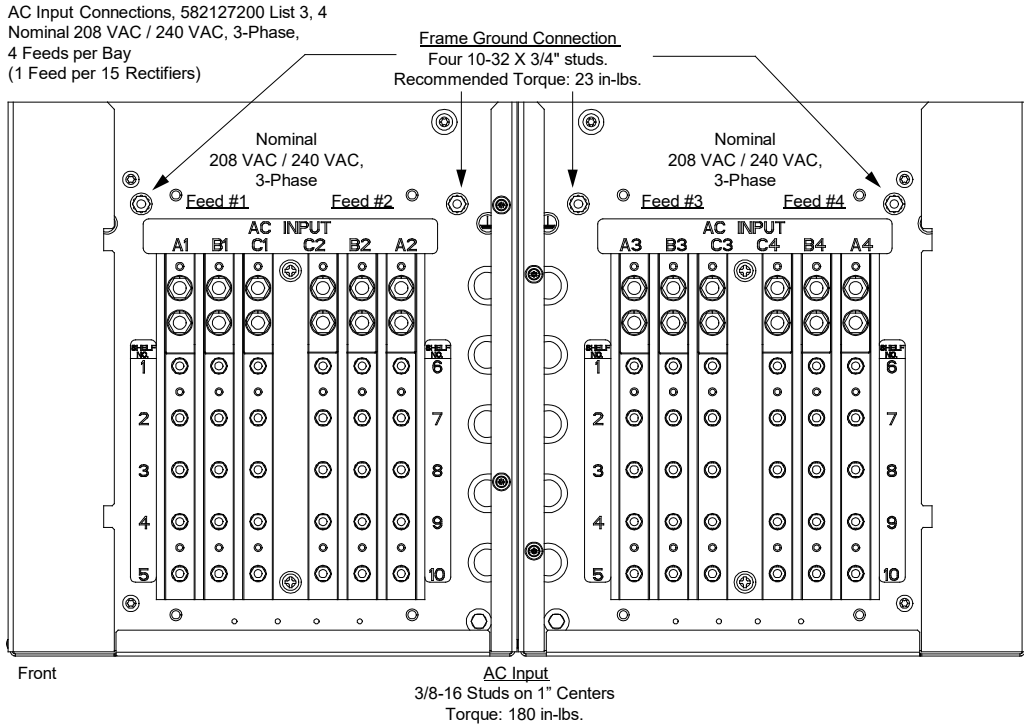 AC Input Connections, 582127200 List 3, 4
Nominal 208 VAC / 240 VAC, 3-Phase,
4 Feeds per Bay
(1 Feed per 15 Rectifiers)
Frame Ground Connection
Four 10-32 X 3/4" studs.
Recommended Torque: 23 in-lbs.
Nominal
208 VAC / 240 VAC,
3-Phase
Feed #1 Feed #2
AC INPUT
A1 B1 C1 C2 B2 A2
SHELF
NO.
1
2
3
4
5
SHELF
NO.
6
7
8
9
10
Nominal
208 VAC / 240 VAC,
3-Phase
Feed #3 Feed #4
AC INPUT
A3 B3 C3 C4 B4 A4
SHELF
NO.
1
2
3
4
5
SHELF
NO.
6
7
8
9
10
Front
AC Input
3/8-16 Studs on 1” Centers
Torque: 180 in-lbs.